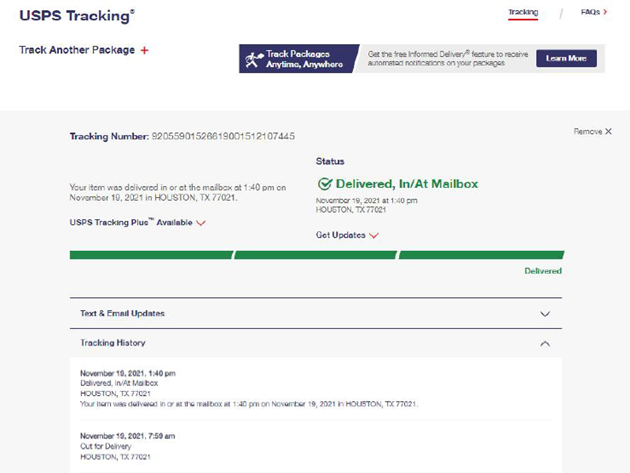 USPS Tracking®
Tracking
/
FAQs >
Track Another Package +
Track Packages
Anytime, Anywhere
Get the free Informed Delivery® feature to receive
automated notifications on your packages
Learn More
Tracking Number: 92055901526619001512107445
Remove X
Status
Delivered, In/At Mailbox
Your item was delivered in or at the mailbox at 1:40 pm on
November 19, 2021 in HOUSTON, TX 77021.
November 19, 2021 at 1:40 pm
HOUSTON, TX 77021
USPS Tracking Plus™ Available
Get Updates
Delivered
Text & Email Updates
Tracking History
November 19, 2021, 1:40 pm
Delivered, In/At Mailbox
HOUSTON, TX 77021
Your item was delivered in or at the mailbox at 1:40 pm on November 19, 2021 in HOUSTON, TX 77021.
November 19, 2021, 7:59 am
Out for Delivery
HOUSTON, TX 77021